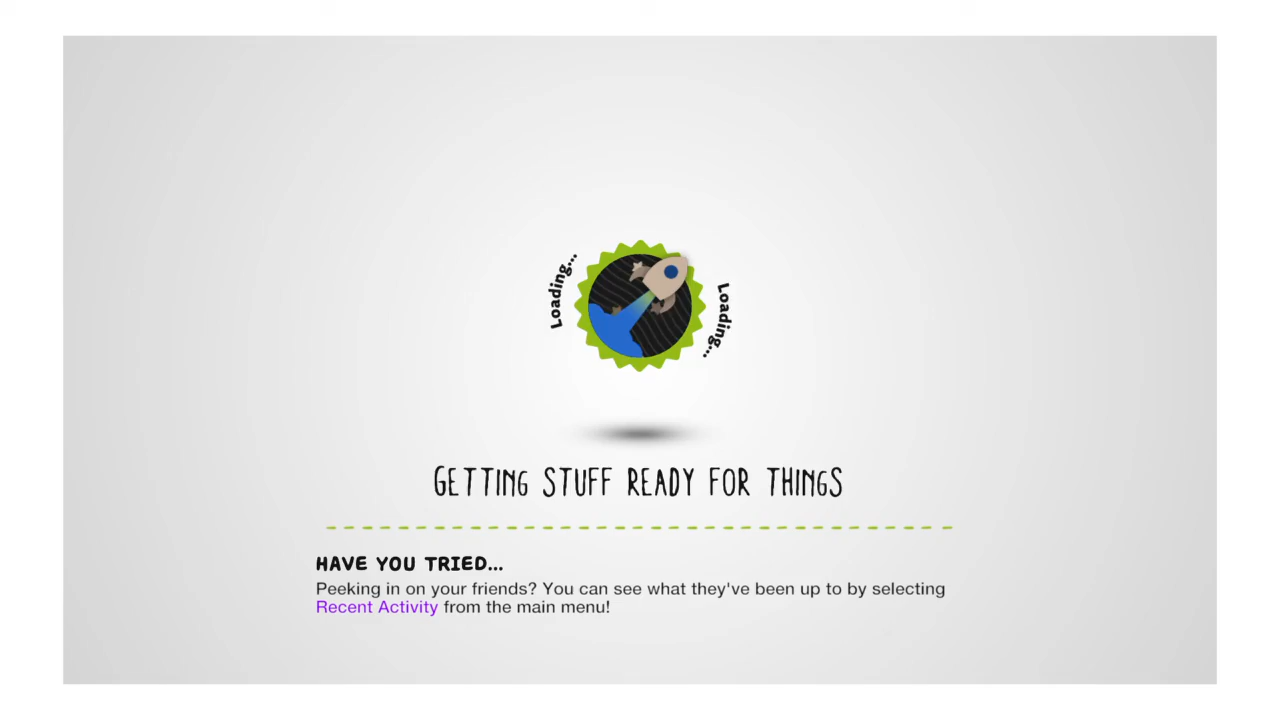 Loading...
Loading...
GETTING STUFF READY FOR THINGS
HAVE YOU TRIED...
Peeking in on your friends? You can see what they've been up to by selecting
Recent Activity from the main menu!